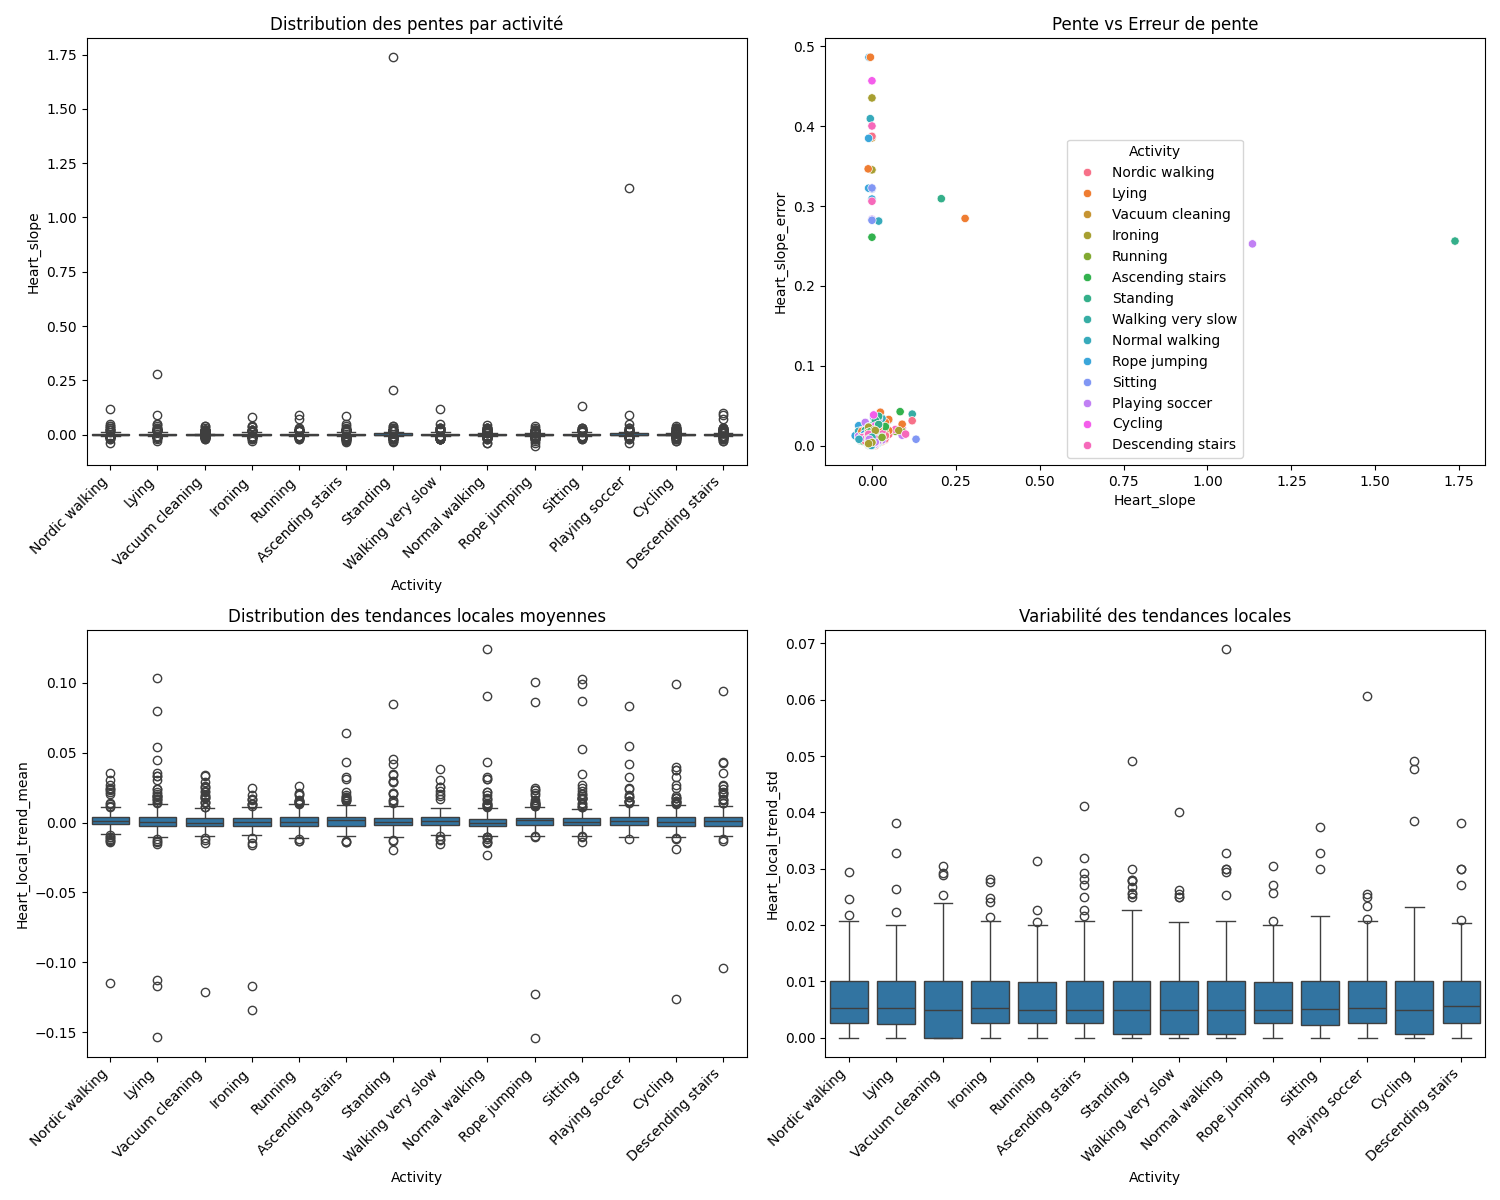 Distribution des pentes par activité
Heart_slope
1.75
1.50
1.25
1.00
0.75
0.50
0.25
0.00
Nordic walking
Lying
Vacuum cleaning
Ironing
Running
Ascending stairs
Standing
Walking very slow
Normal walking
Rope jumping
Sitting
Playing soccer
Cycling
Descending stairs
Activity
Pente vs Erreur de pente
Heart_slope_error
0.5
0.4
0.3
0.2
0.1
0.0
Activity
Nordic walking
Lying
Vacuum cleaning
Ironing
Running
Ascending stairs
Standing
Walking very slow
Normal walking
Rope jumping
Sitting
Playing soccer
Cycling
Descending stairs
0.00 0.25 0.50 0.75 1.00 1.25 1.50 1.75
Heart_slope
Distribution des tendances locales moyennes
Heart_local_trend_mean
0.10
0.05
0.00
−0.05
−0.10
−0.15
Nordic walking
Lying
Vacuum cleaning
Ironing
Running
Ascending stairs
Standing
Walking very slow
Normal walking
Rope jumping
Sitting
Playing soccer
Cycling
Descending stairs
Activity
Variabilité des tendances locales
Heart_local_trend_std
0.07
0.06
0.05
0.04
0.03
0.02
0.01
0.00
Nordic walking
Lying
Vacuum cleaning
Ironing
Running
Ascending stairs
Standing
Walking very slow
Normal walking
Rope jumping
Sitting
Playing soccer
Cycling
Descending stairs
Activity